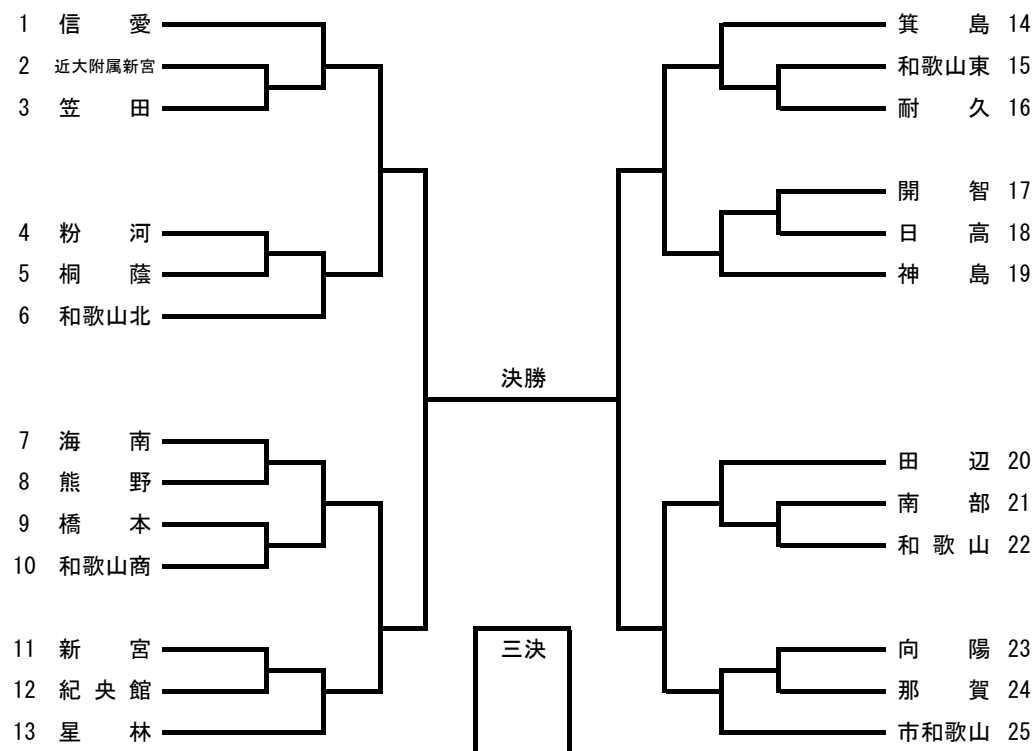 1 信愛
2 近大附属新宮
3 笠田
4 粉河
5 桐蔭
6 和歌山北
7 海南
8 熊野
9 橋本
10 和歌山商
11 新宮
12 紀央館
13 星林
決勝
三決
箕島 14
和歌山東 15
耐久 16
開智 17
日高 18
神島 19
田辺 20
南部 21
和歌山 22
向陽 23
那賀 24
市和歌山 25